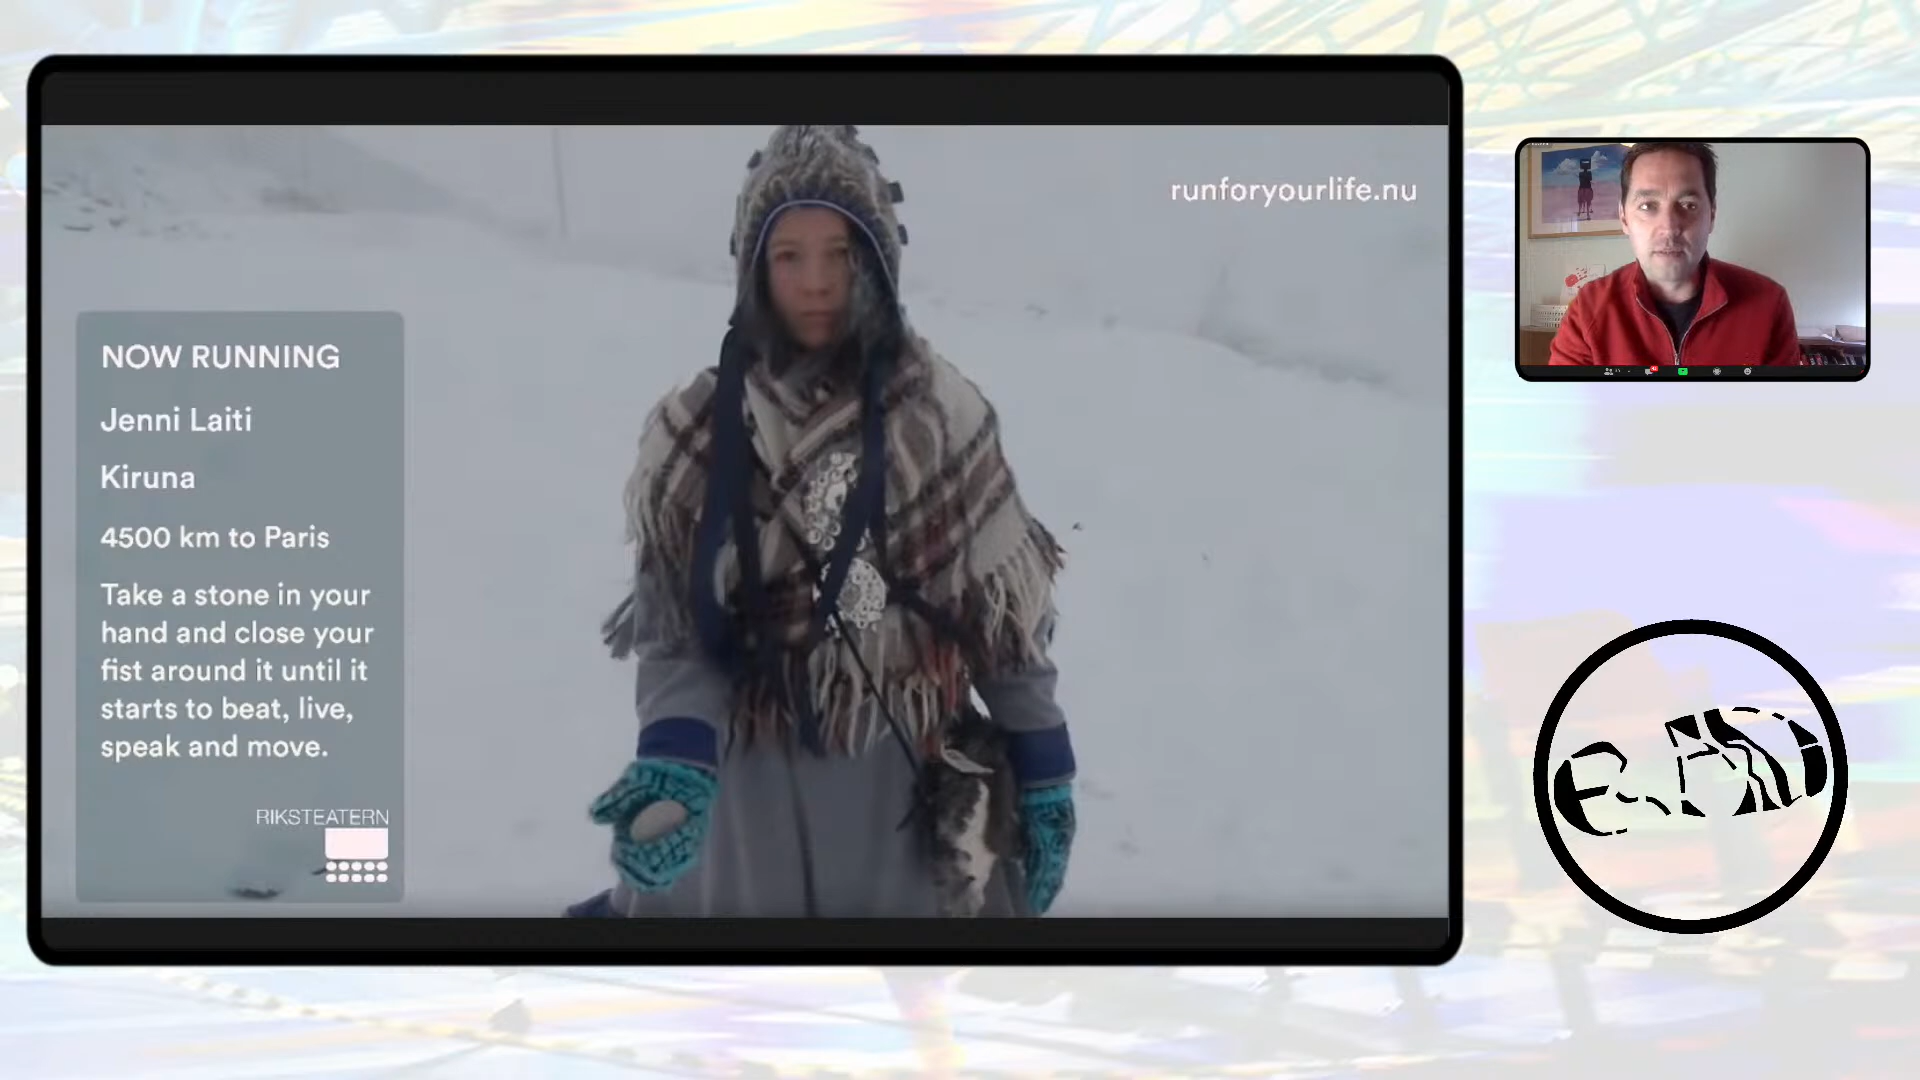 runforyourlife.nu
NOW RUNNING
Jenni Laiti
Kiruna
4500 km to Paris
Take a stone in your
hand and close your
fist around it until it
starts to beat, live,
speak and move.
RIKSTEATERN